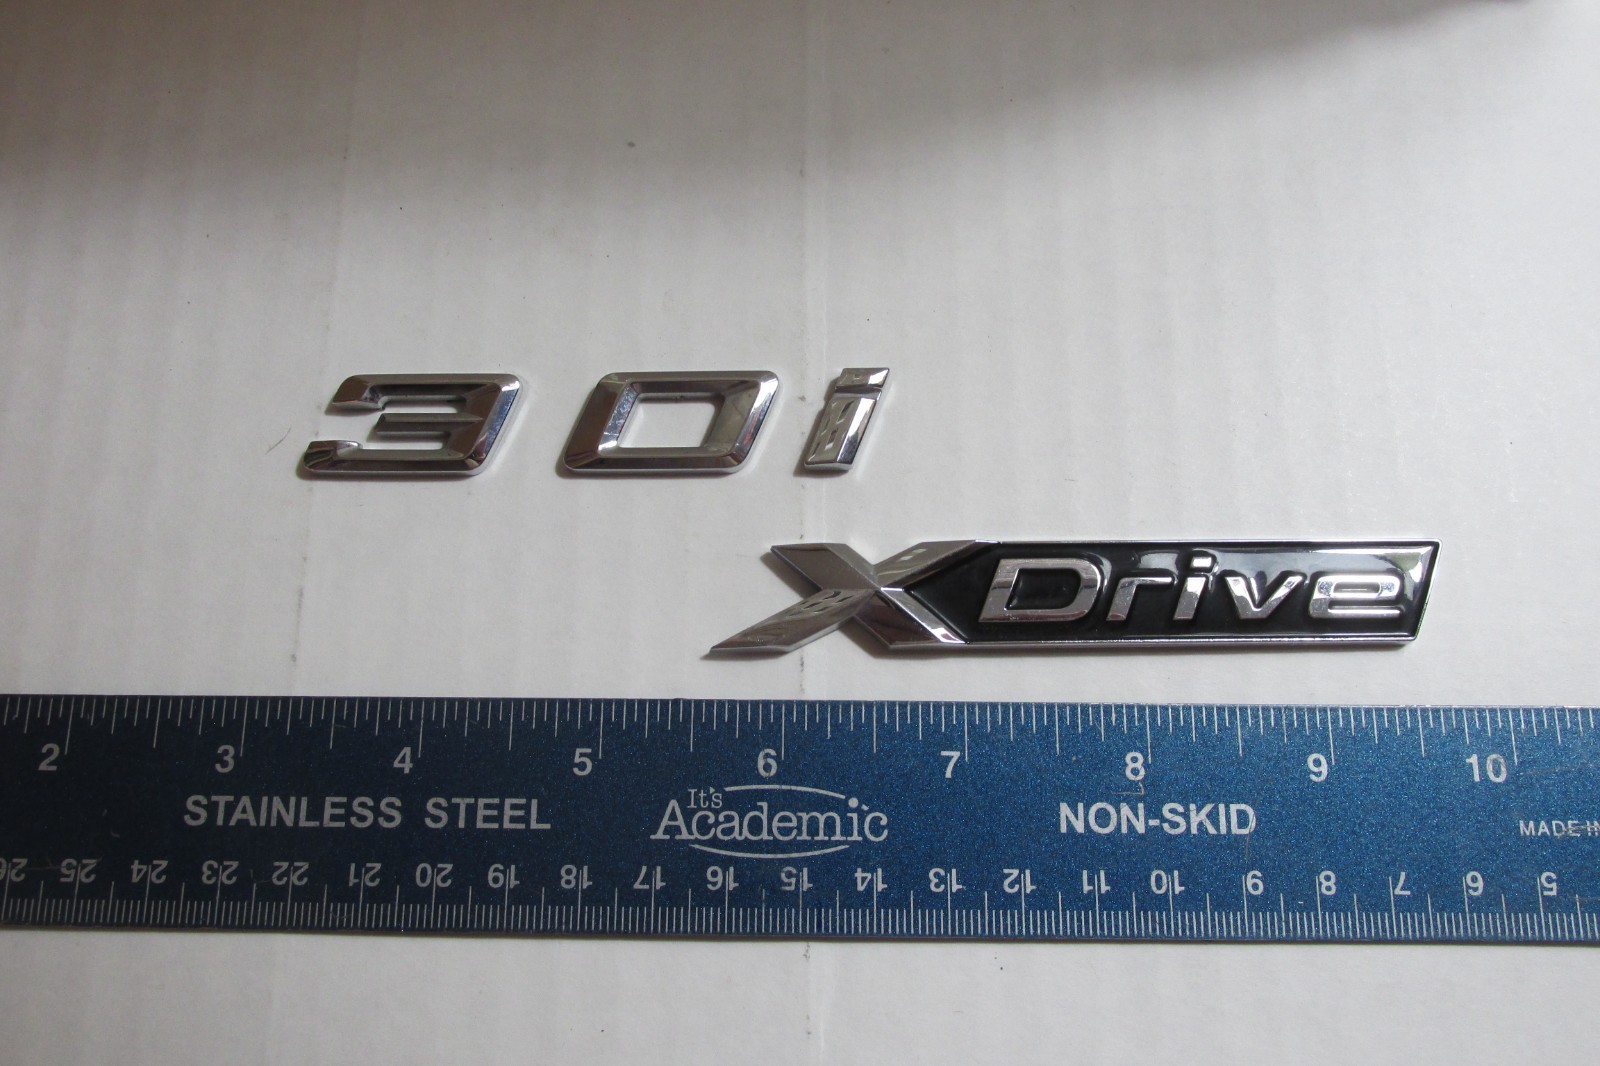 30i
XDrive
2 3 4 5 6 7 8 9 10
STAINLESS STEEL It's Academic NON-SKID MADE IN
26 25 24 23 22 21 20 19 18 17 16 15 14 13 12 11 10 9 8 7 6 5